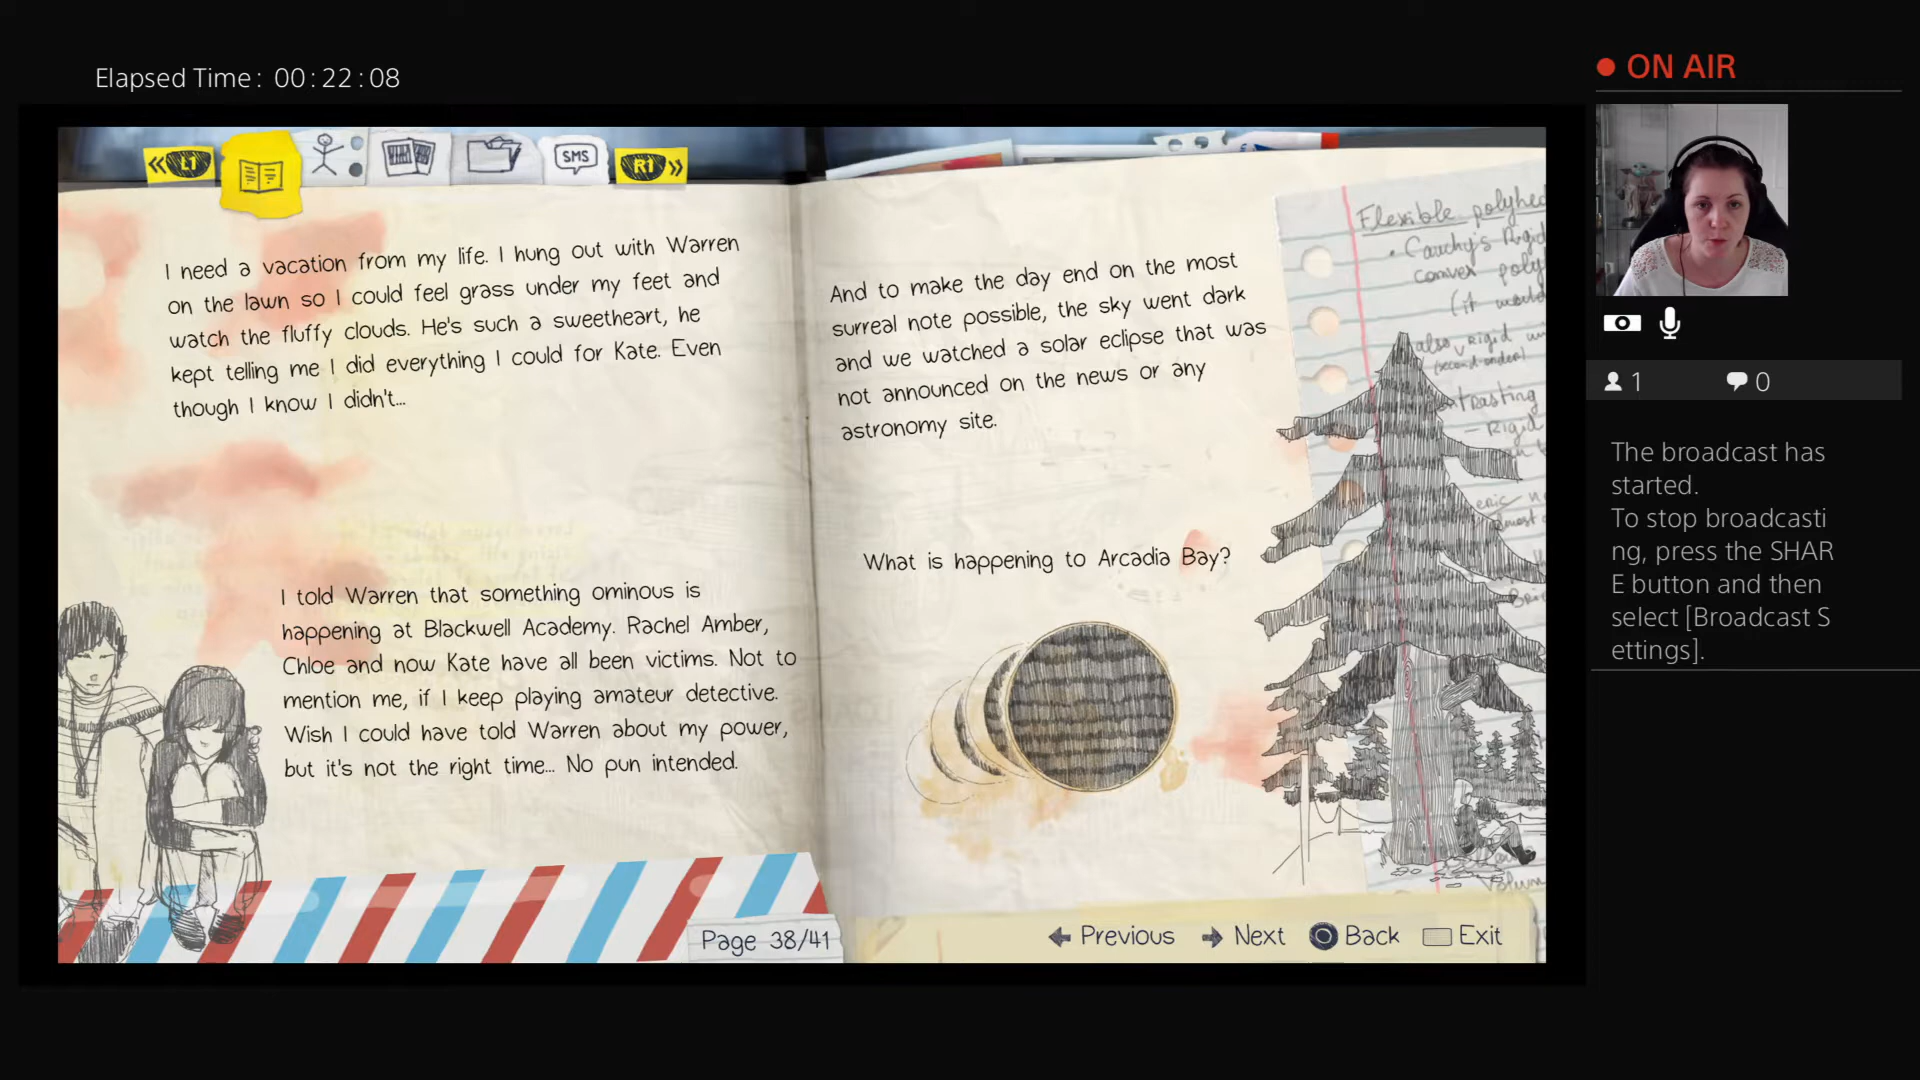 Elapsed Time: 00:22:08
ON AIR
L1
SMS
R1
I need a vacation from my life. I hung out with Warren
on the lawn so I could feel grass under my feet and
watch the fluffy clouds. He's such a sweetheart, he
kept telling me I did everything I could for Kate. Even
though I know I didn't...
I told Warren that something ominous is
happening at Blackwell Academy. Rachel Amber,
Chloe and now Kate have all been victims. Not to
mention me, if I keep playing amateur detective.
Wish I could have told Warren about my power,
but it's not the right time... No pun intended.
Page 38/41
And to make the day end on the most
surreal note possible, the sky went dark
and we watched a solar eclipse that was
not announced on the news or any
astronomy site.
What is happening to Arcadia Bay?
Flexible
Cauchy's
convex
(it would
also rigid
(second-order)
- Rigid
Previous Next Back Exit
1 0
The broadcast has
started.
To stop broadcasti
ng, press the SHAR
E button and then
select [Broadcast S
ettings].